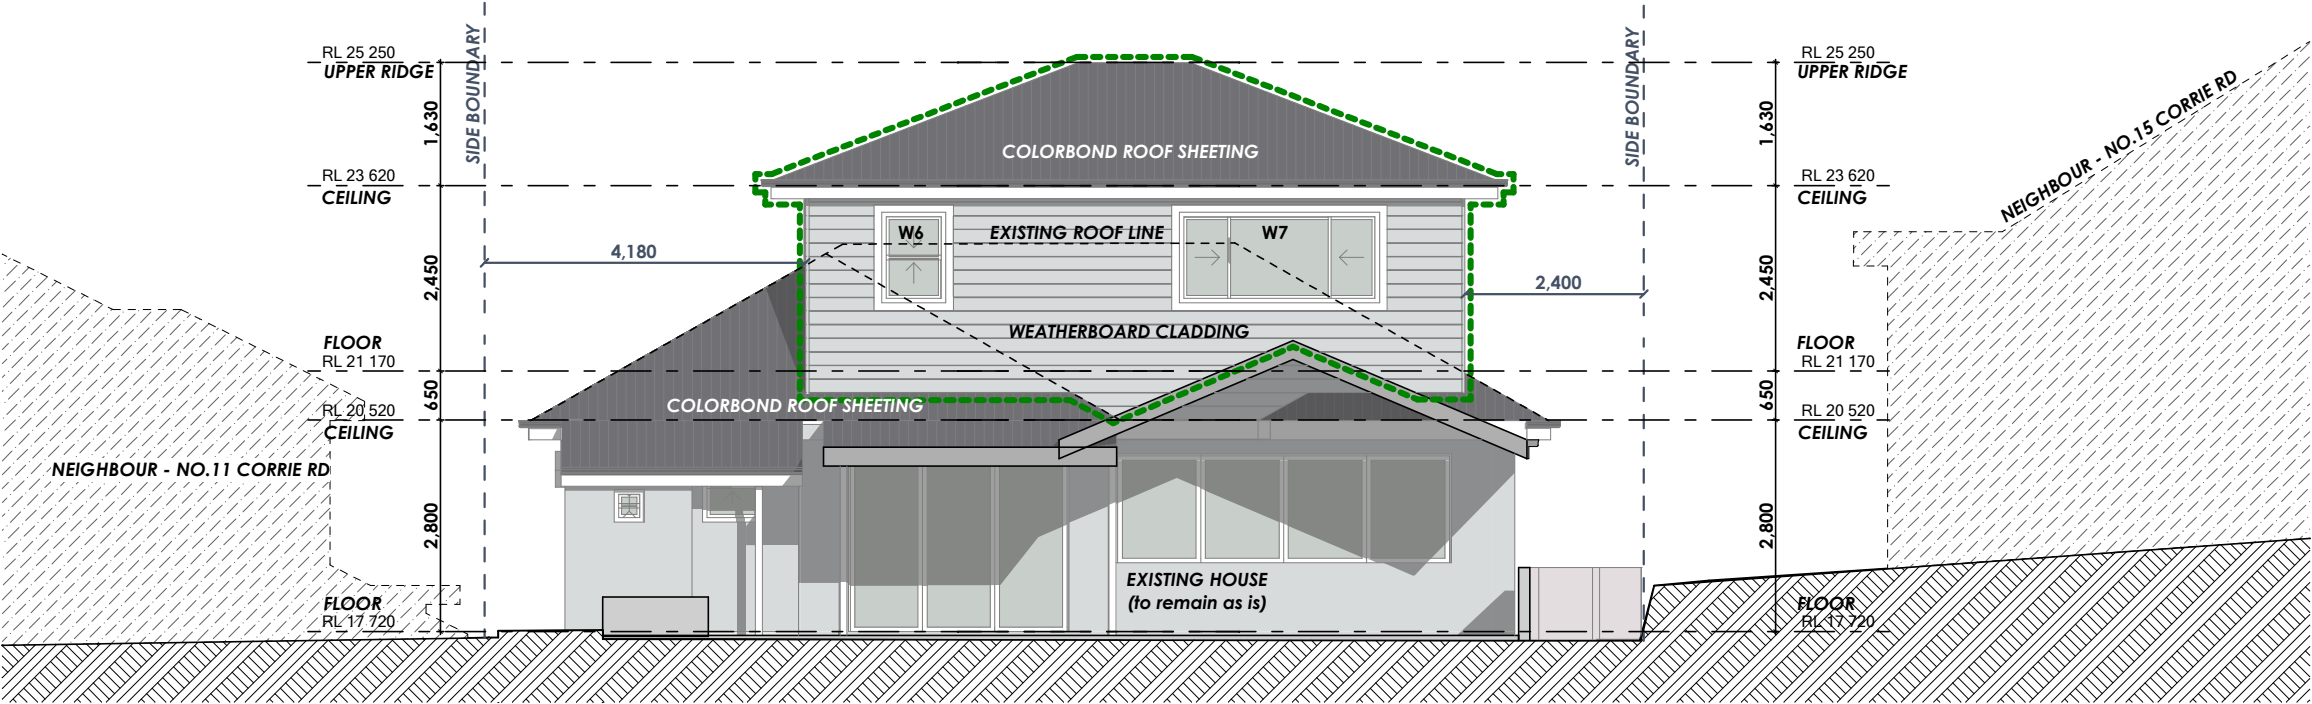 RL 25 250
UPPER RIDGE
1,630
SIDE BOUNDARY
RL 23 620
CEILING
2,450
4,180
FLOOR
RL 21 170
650
RL 20 520
CEILING
NEIGHBOUR - NO.11 CORRIE RD
2,800
FLOOR
RL 17 720
COLORBOND ROOF SHEETING
W6
EXISTING ROOF LINE
W7
WEATHERBOARD CLADDING
COLORBOND ROOF SHEETING
EXISTING HOUSE
(to remain as is)
2,400
SIDE BOUNDARY
RL 25 250
UPPER RIDGE
1,630
NEIGHBOUR - NO.15 CORRIE RD
RL 23 620
CEILING
2,450
FLOOR
RL 21 170
650
RL 20 520
CEILING
2,800
FLOOR
RL 17 720